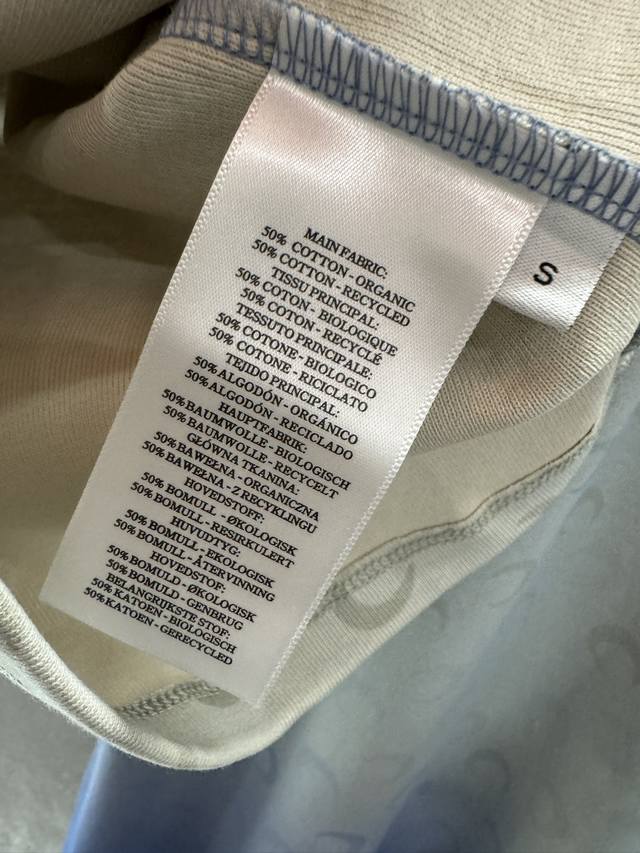 MAIN FABRIC:
50% COTTON - ORGANIC
50% COTTON - RECYCLED
TISSU PRINCIPAL:
50% COTON - BIOLOGIQUE
50% COTON - RECYCLÉ
TESSUTO PRINCIPALE:
50% COTONE - BIOLOGICO
50% COTONE - RICICLATO
TEJIDO PRINCIPAL:
50% ALGODÓN - ORGÁNICO
50% ALGODÓN - RECICLADO
HAUPTFABRIK:
50% BAUMWOLLE - BIOLOGISCH
50% BAUMWOLLE - RECYCELT
GŁÓWNA TKANINA:
50% BAWEŁNA - ORGANICZNA
50% BAWEŁNA - Z RECYKLINGU
HOVEDSTOFF:
50% BOMULL - ØKOLOGISK
50% BOMULL - RESIRKULERT
HUVUDTYG:
50% BOMULL - EKOLOGISK
50% BOMULL - ÅTERVINNING
HOVEDSTOF:
50% BOMULD - ØKOLOGISK
50% BOMULD - GENBRUG
BELANGRIJKSTE STOF:
50% KATOEN - BIOLOGISCH
50% KATOEN - GERECYCLED
S